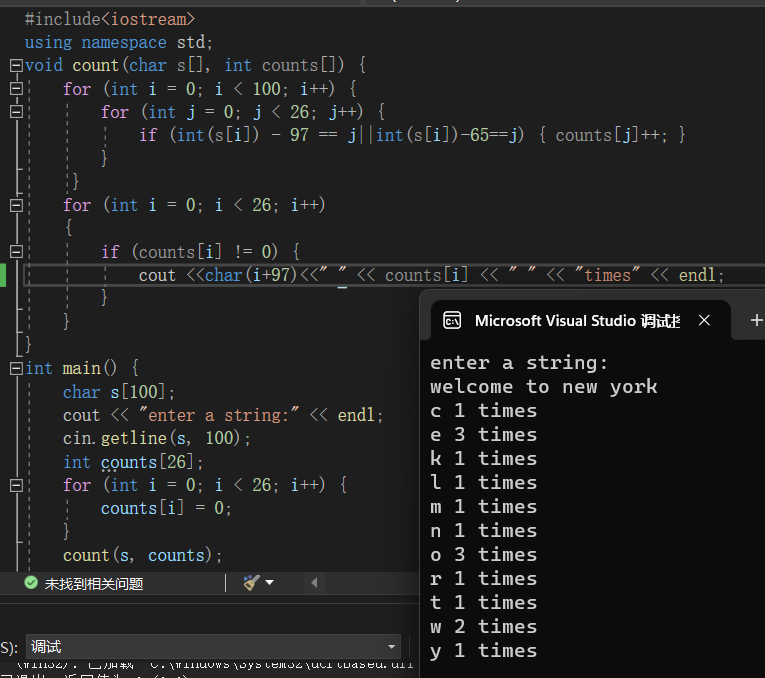 #include<iostream>
using namespace std;
void count(char s[], int counts[]) {
for (int i = 0; i < 100; i++) {
for (int j = 0; j < 26; j++) {
if (int(s[i]) - 97 == j||int(s[i])-65==j) { counts[j]++; }
}
}
for (int i = 0; i < 26; i++)
{
if (counts[i] != 0) {
cout <<char(i+97)<<" " << counts[i] << " " << "times" << endl;
}
}
}
int main() {
char s[100];
cout << "enter a string:" << endl;
cin.getline(s, 100);
int counts[26];
for (int i = 0; i < 26; i++) {
counts[i] = 0;
}
count(s, counts);
未找到相关问题
S): 调试
Microsoft Visual Studio 调试
enter a string:
welcome to new york
c 1 times
e 3 times
k 1 times
l 1 times
m 1 times
n 1 times
o 3 times
r 1 times
t 1 times
w 2 times
y 1 times